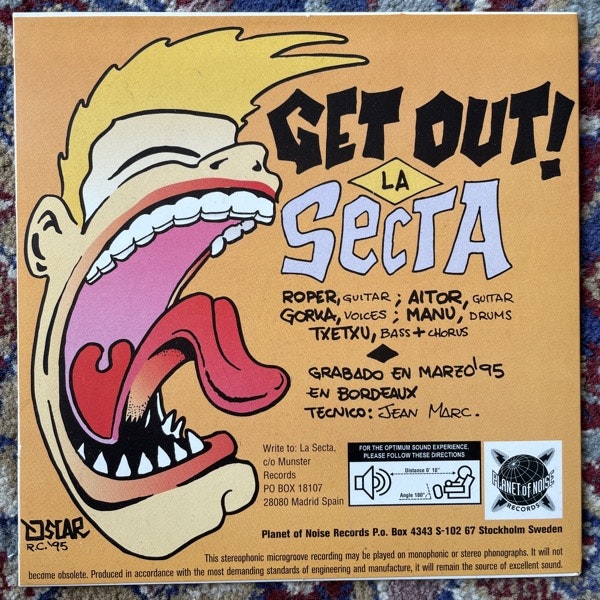 GET OUT!
LA
SECTA
ROPER, GUITAR; AITOR, GUITAR
GORKA, VOICES; MANU, DRUMS
TXETXU, BASS + CHORUS
GRABADO EN MARZO'95
EN BORDEAUX
TECNICO: JEAN MARC.
Write to: La Secta,
c/o Munster
Records
PO BOX 18107
28080 Madrid Spain
FOR THE OPTIMUM SOUND EXPERIENCE,
PLEASE FOLLOW THESE DIRECTIONS
Distance 0' 18"
Angle 180°
PLANET OF NOISE
RECORDS
OSCAR
R.C. '95
Planet of Noise Records P.o. Box 4343 S-102 67 Stockholm Sweden
This stereophonic microgroove recording may be played on monophonic or stereo phonographs. It will not
become obsolete. Produced in accordance with the most demanding standards of engineering and manufacture, it will remain the source of excellent sound.